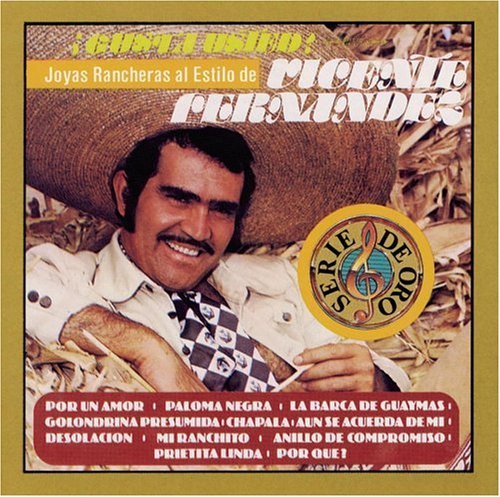 ¡GUSTA USTED!
Joyas Rancheras al Estilo de
VICENTE
FERNANDEZ
SERIE DE ORO
POR UN AMOR PALOMA NEGRA LA BARCA DE GUAYMAS
GOLONDRINA PRESUMIDA CHAPALA AUN SE ACUERDA DE MI
DESOLACION MI RANCHITO ANILLO DE COMPROMISO
PRIETITA LINDA POR QUE?